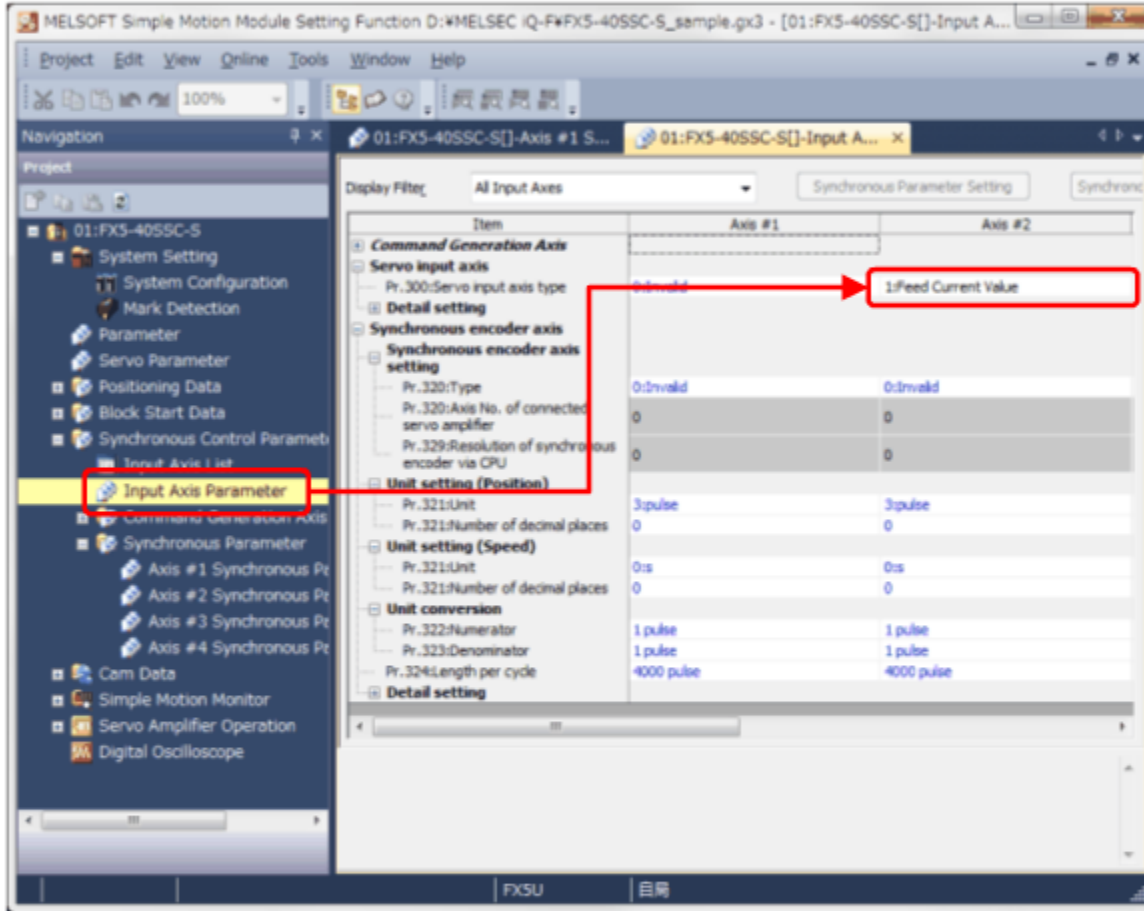 MELSOFT Simple Motion Module Setting Function D:¥MELSEC iQ-F¥FX5-40SSC-S_sample.gx3 - [01:FX5-40SSC-S[]-Input A...
Project Edit View Online Tools Window Help
100%
Navigation
01:FX5-40SSC-S[]-Axis #1 S...
01:FX5-40SSC-S[]-Input A...
Project
Display Filter
All Input Axes
Synchronous Parameter Setting
Synchronc
01:FX5-40SSC-S
System Setting
System Configuration
Mark Detection
Parameter
Servo Parameter
Positioning Data
Block Start Data
Synchronous Control Paramet
Input Axis List
Input Axis Parameter
Command Generation Axis
Synchronous Parameter
Axis #1 Synchronous Pa
Axis #2 Synchronous Pa
Axis #3 Synchronous Pa
Axis #4 Synchronous Pa
Cam Data
Simple Motion Monitor
Servo Amplifier Operation
Digital Oscilloscope
Item Axis #1 Axis #2
Command Generation Axis
Servo input axis
Pr.300:Servo input axis type 0:Invalid 1:Feed Current Value
Detail setting
Synchronous encoder axis
Synchronous encoder axis
setting
Pr.320:Type 0:Invalid 0:Invalid
Pr.320:Axis No. of connected
servo amplifier 0 0
Pr.329:Resolution of synchronous
encoder via CPU 0 0
Unit setting (Position)
Pr.321:Unit 3:pulse 3:pulse
Pr.321:Number of decimal places 0 0
Unit setting (Speed)
Pr.321:Unit 0:s 0:s
Pr.321:Number of decimal places 0 0
Unit conversion
Pr.322:Numerator 1 pulse 1 pulse
Pr.323:Denominator 1 pulse 1 pulse
Pr.324:Length per cycle 4000 pulse 4000 pulse
Detail setting
FX5U 自局